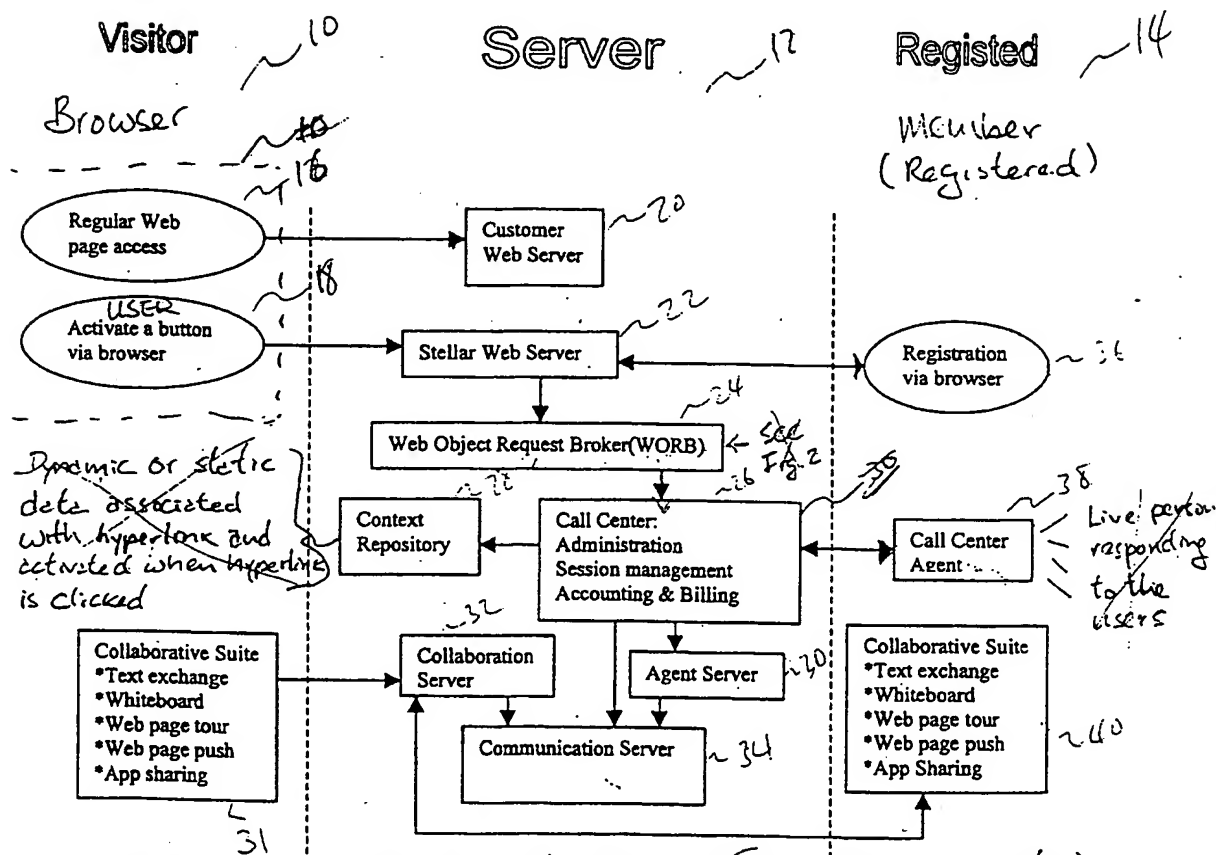 Visitor
10
Server
12
Registed
14
Browser
10
Member
(Registered)
16
Regular Web
page access
20
Customer
Web Server
18
USER
Activate a button
via browser
22
Stellar Web Server
Registration
via browser
36
24
Web Object Request Broker(WORB)
see
Fig. 2
Dynamic or static
data associated
with hyperlink and
activated when hyperlink
is clicked
28
Context
Repository
26
30
Call Center:
Administration
Session management
Accounting & Billing
38
Call Center
Agent
Live person
responding
to the
users
Collaborative Suite
*Text exchange
*Whiteboard
*Web page tour
*Web page push
*App sharing
31
32
Collaboration
Server
Agent Server
30
Communication Server
34
Collaborative Suite
*Text exchange
*Whiteboard
*Web page tour
*Web page push
*App Sharing
40